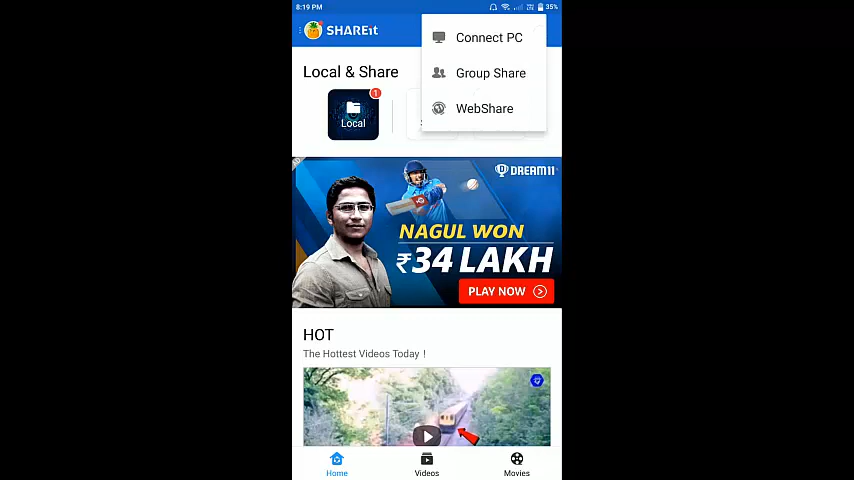 8:19 PM
35%
SHAREit
Connect PC
Group Share
WebShare
Local & Share
1
Local
DREAM11
NAGUL WON
₹34 LAKH
PLAY NOW
HOT
The Hottest Videos Today !
Home
Videos
Movies